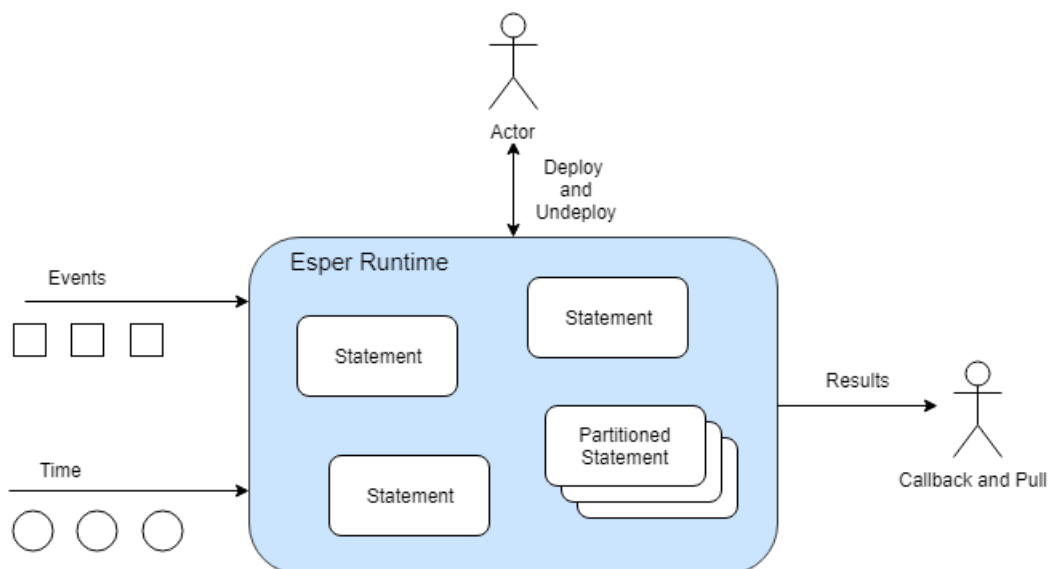 Actor
Deploy
and
Undeploy
Esper Runtime
Events
Statement
Statement
Results
Partitioned
Statement
Time
Statement
Callback and Pull